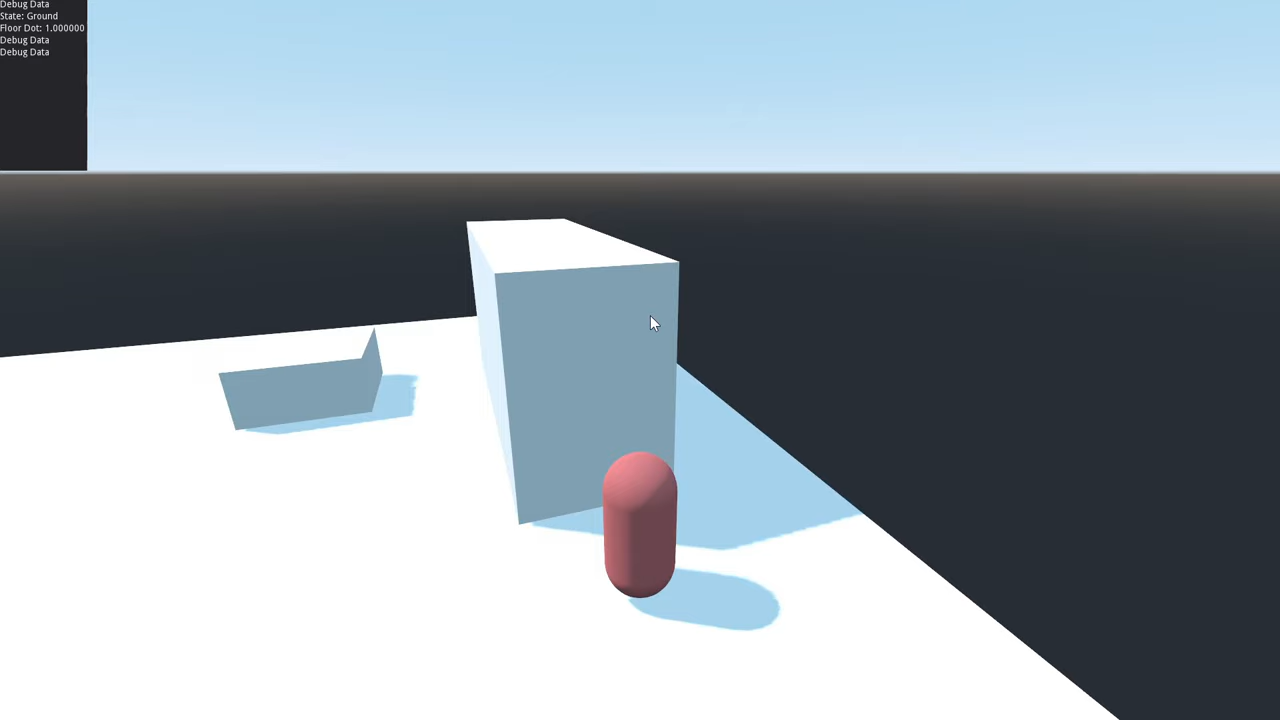 Debug Data
State: Ground
Floor Dot: 1.000000
Debug Data
Debug Data